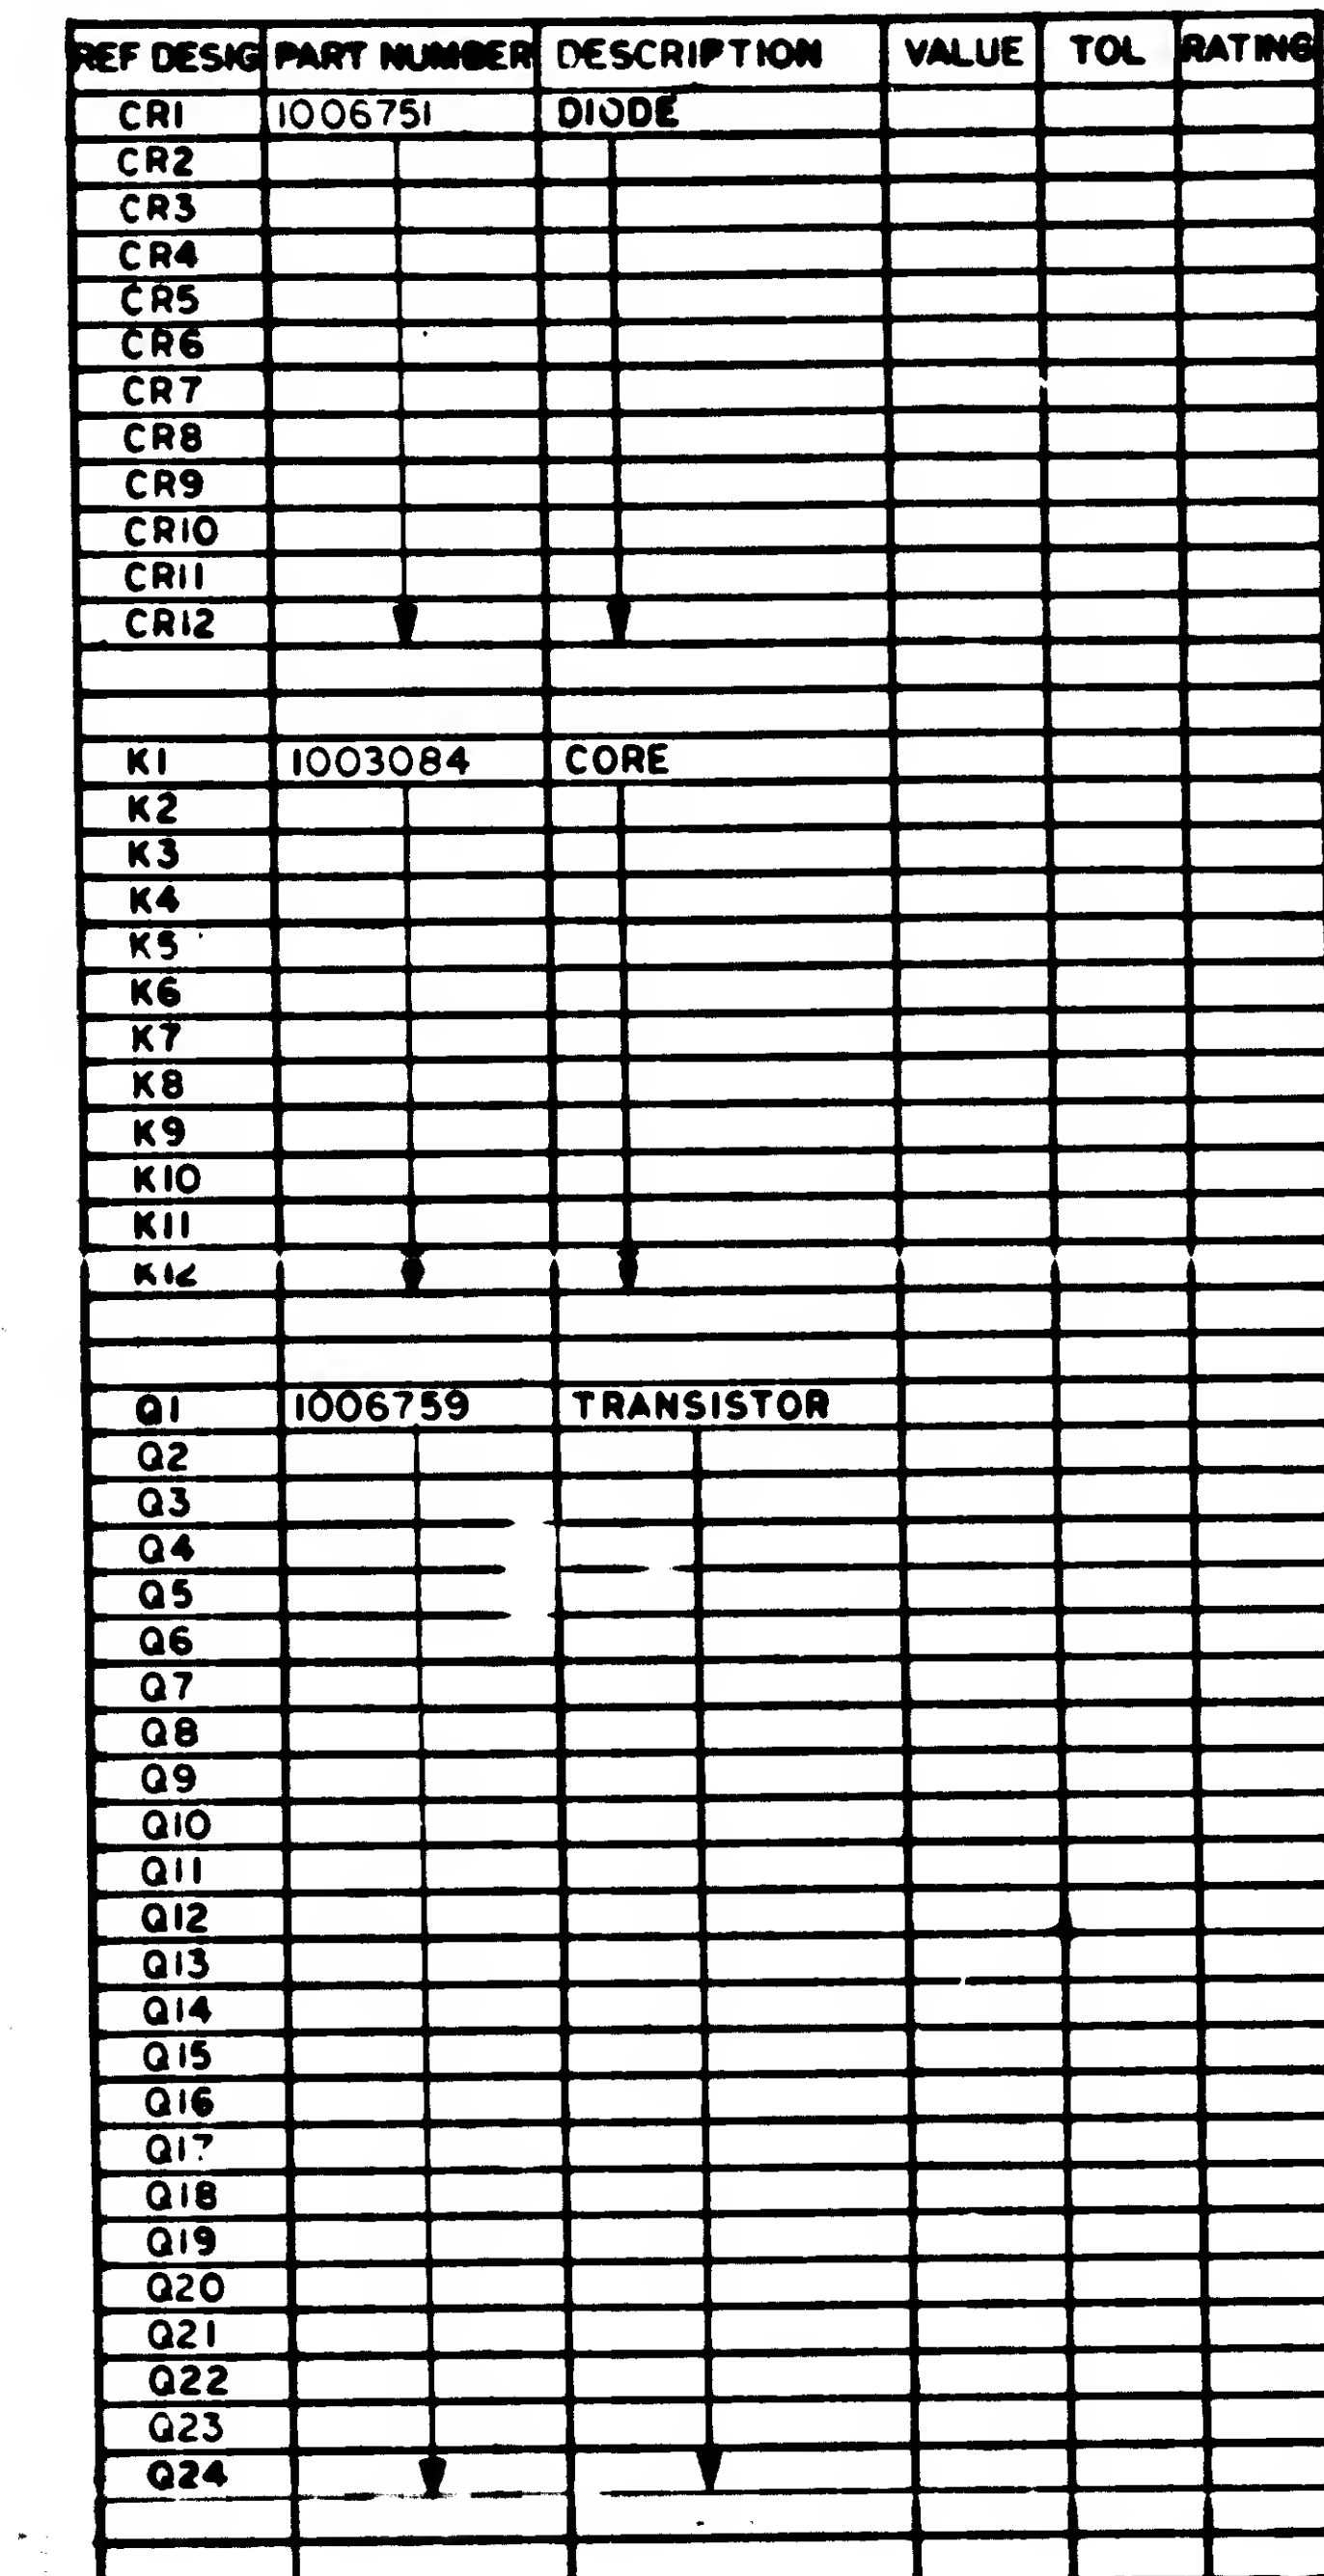 REF DESIG PART NUMBER DESCRIPTION VALUE TOL RATING
CR1 1006751 DIODE
CR2
CR3
CR4
CR5
CR6
CR7
CR8
CR9
CR10
CR11
CR12
K1 1003084 CORE
K2
K3
K4
K5
K6
K7
K8
K9
K10
K11
K12
Q1 1006759 TRANSISTOR
Q2
Q3
Q4
Q5
Q6
Q7
Q8
Q9
Q10
Q11
Q12
Q13
Q14
Q15
Q16
Q17
Q18
Q19
Q20
Q21
Q22
Q23
Q24